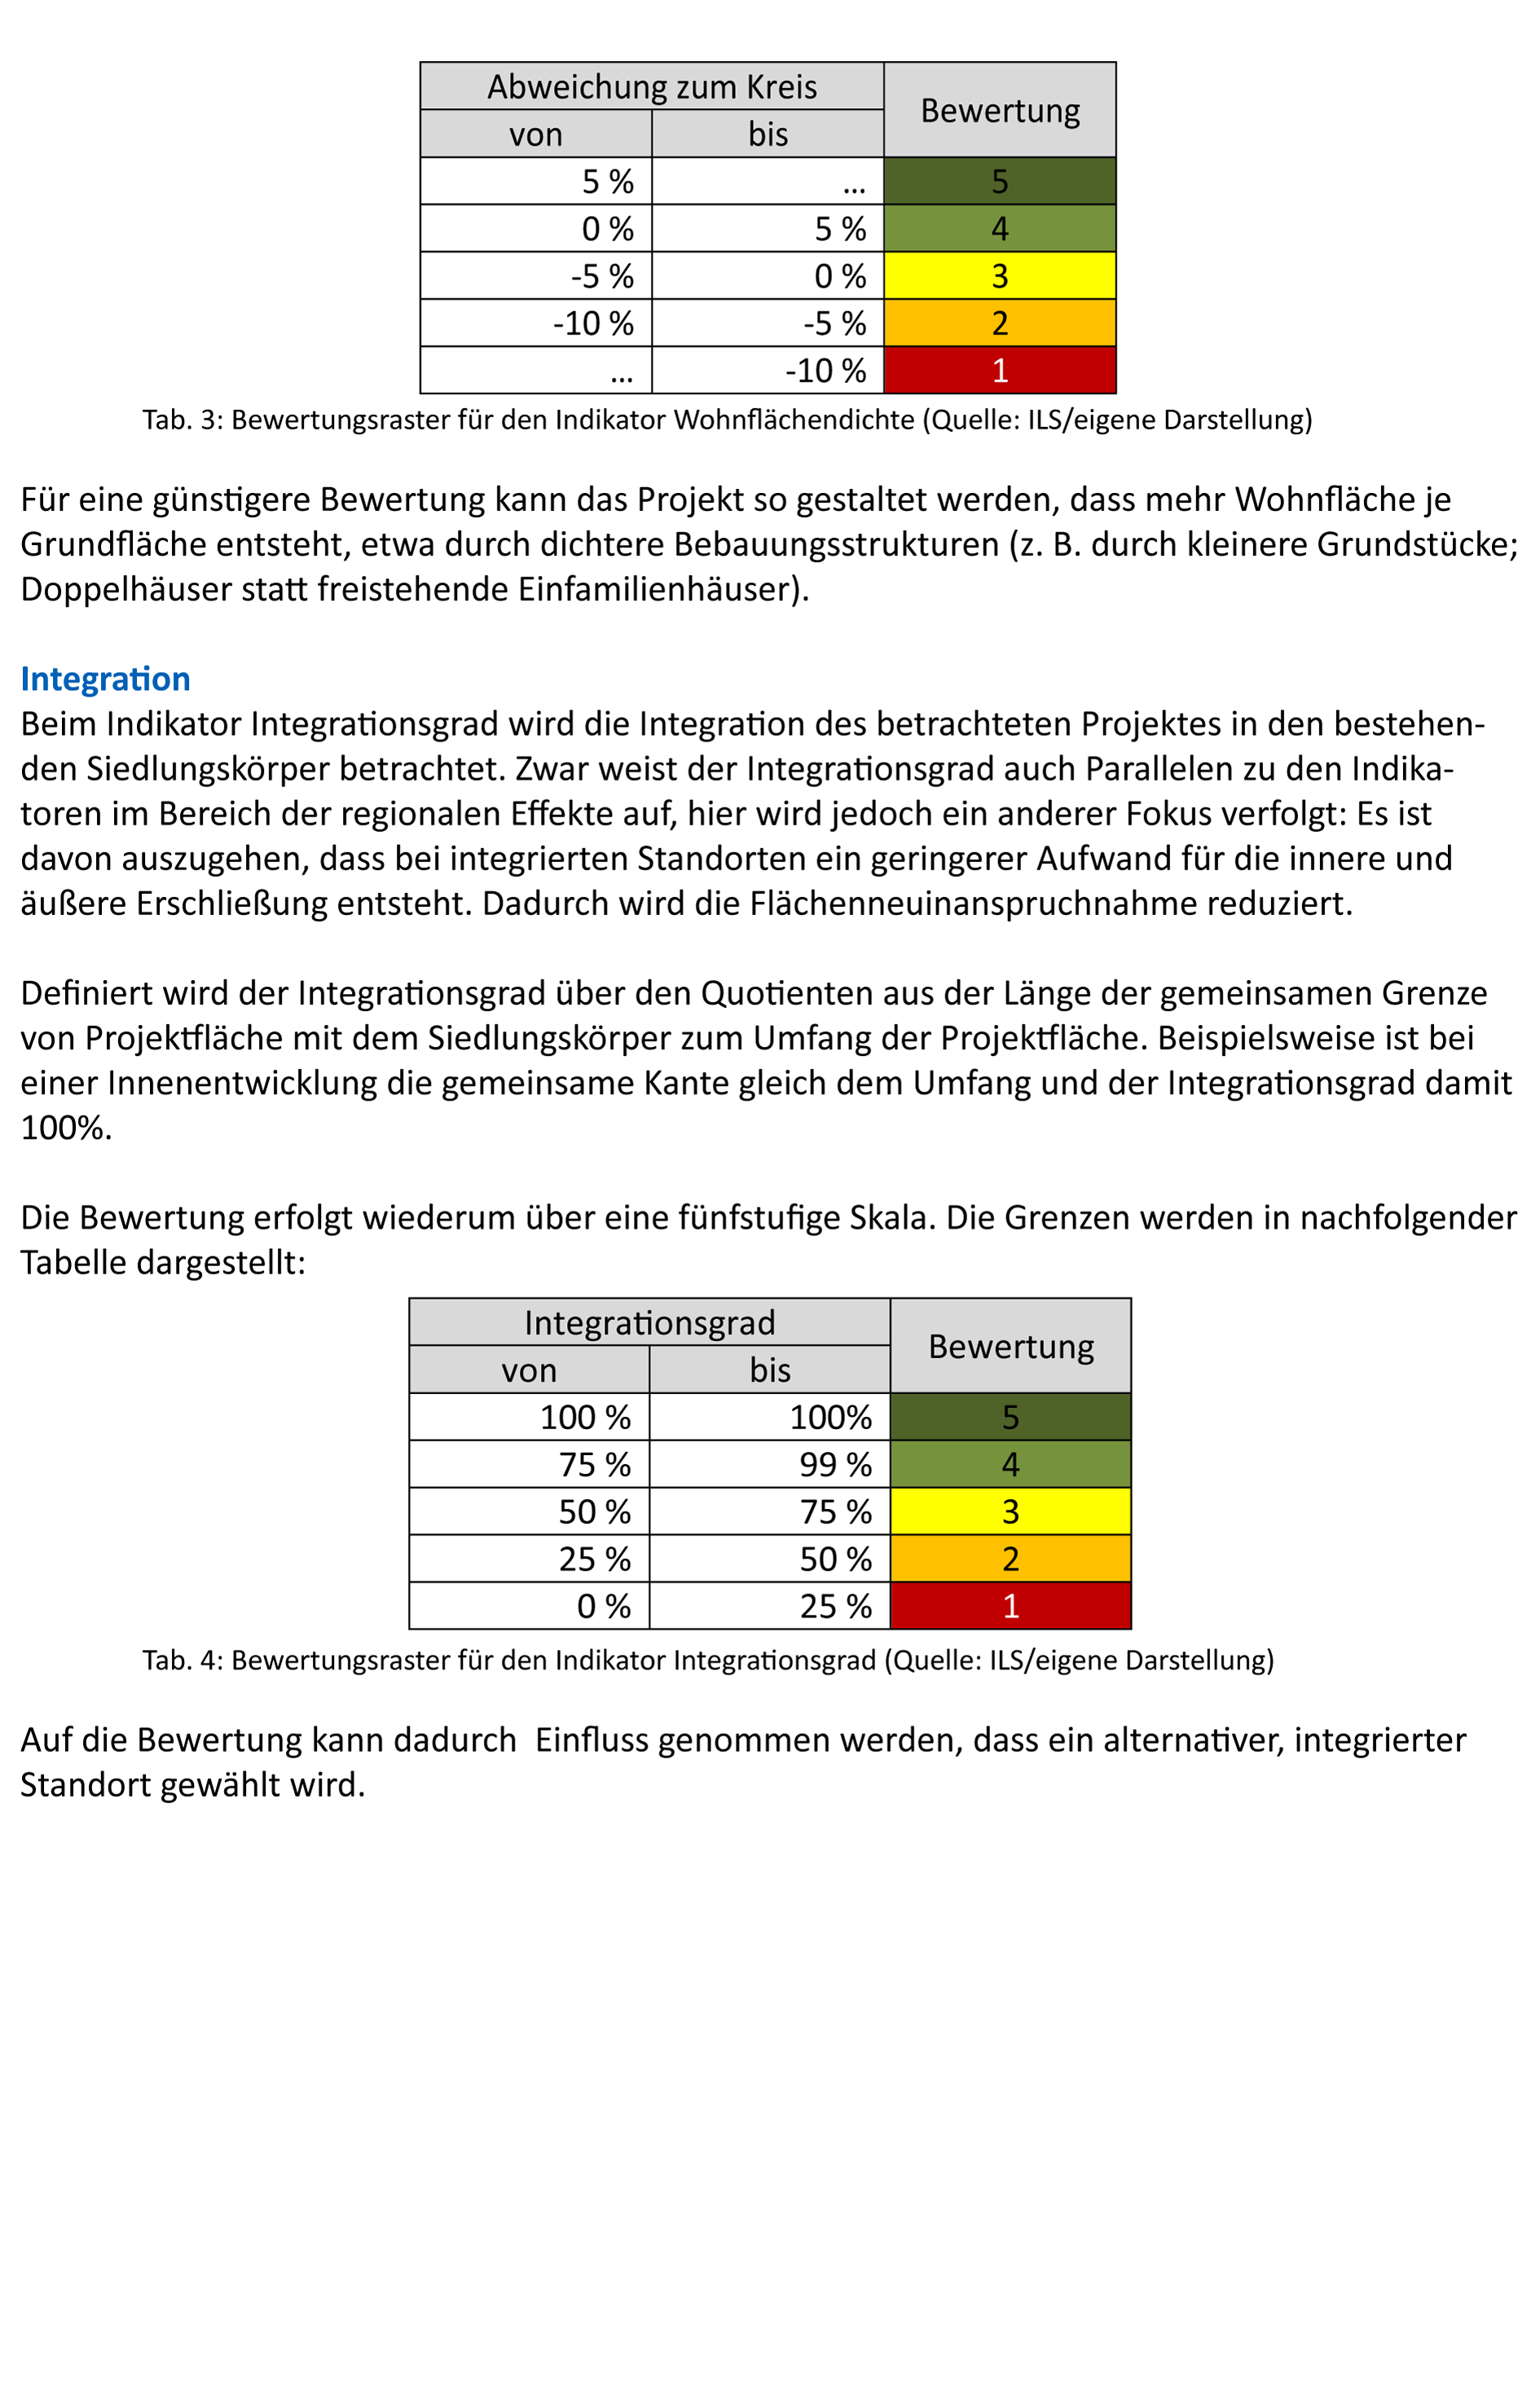 Abweichung zum Kreis Bewertung
von bis
5 % ... 5
0 % 5 % 4
-5 % 0 % 3
-10 % -5 % 2
... -10 % 1
Tab. 3: Bewertungsraster für den Indikator Wohnflächendichte (Quelle: ILS/eigene Darstellung)
Für eine günstigere Bewertung kann das Projekt so gestaltet werden, dass mehr Wohnfläche je
Grundfläche entsteht, etwa durch dichtere Bebauungsstrukturen (z. B. durch kleinere Grundstücke;
Doppelhäuser statt freistehende Einfamilienhäuser).
Integration
Beim Indikator Integrationsgrad wird die Integration des betrachteten Projektes in den bestehen-
den Siedlungskörper betrachtet. Zwar weist der Integrationsgrad auch Parallelen zu den Indika-
toren im Bereich der regionalen Effekte auf, hier wird jedoch ein anderer Fokus verfolgt: Es ist
davon auszugehen, dass bei integrierten Standorten ein geringerer Aufwand für die innere und
äußere Erschließung entsteht. Dadurch wird die Flächenneuinanspruchnahme reduziert.
Definiert wird der Integrationsgrad über den Quotienten aus der Länge der gemeinsamen Grenze
von Projektfläche mit dem Siedlungskörper zum Umfang der Projektfläche. Beispielsweise ist bei
einer Innenentwicklung die gemeinsame Kante gleich dem Umfang und der Integrationsgrad damit
100%.
Die Bewertung erfolgt wiederum über eine fünfstufige Skala. Die Grenzen werden in nachfolgender
Tabelle dargestellt:
Integrationsgrad Bewertung
von bis
100 % 100% 5
75 % 99 % 4
50 % 75 % 3
25 % 50 % 2
0 % 25 % 1
Tab. 4: Bewertungsraster für den Indikator Integrationsgrad (Quelle: ILS/eigene Darstellung)
Auf die Bewertung kann dadurch  Einfluss genommen werden, dass ein alternativer, integrierter
Standort gewählt wird.